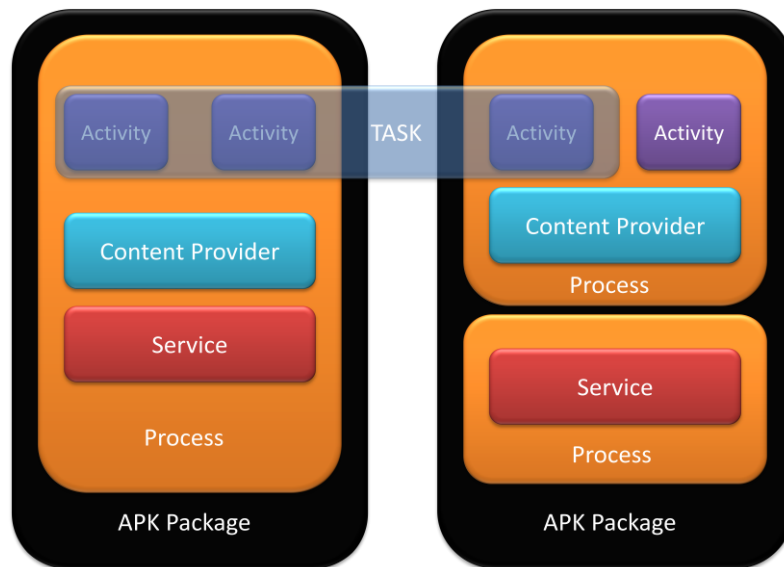 Activity
Activity
TASK
Activity
Activity
Content Provider
Service
Process
APK Package
Content Provider
Process
Service
Process
APK Package